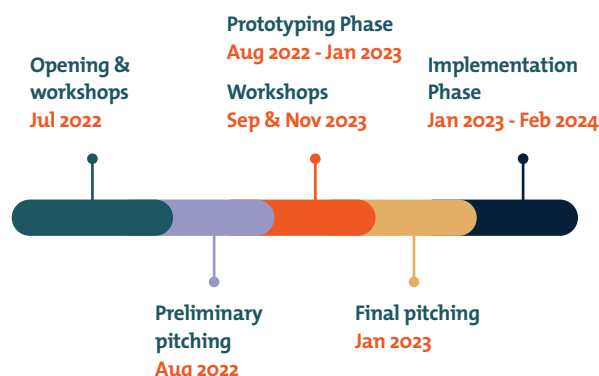 Opening &
workshops
Jul 2022
Prototyping Phase
Aug 2022 - Jan 2023
Workshops
Sep & Nov 2023
Implementation
Phase
Jan 2023 - Feb 2024
Preliminary
pitching
Aug 2022
Final pitching
Jan 2023